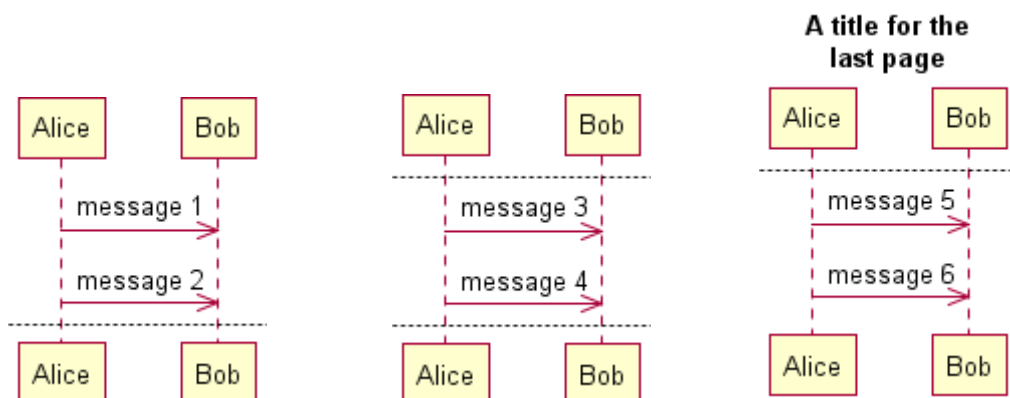 Alice
Bob
message 1
message 2
Alice
Bob
Alice
Bob
message 3
message 4
Alice
Bob
A title for the
last page
Alice
Bob
message 5
message 6
Alice
Bob